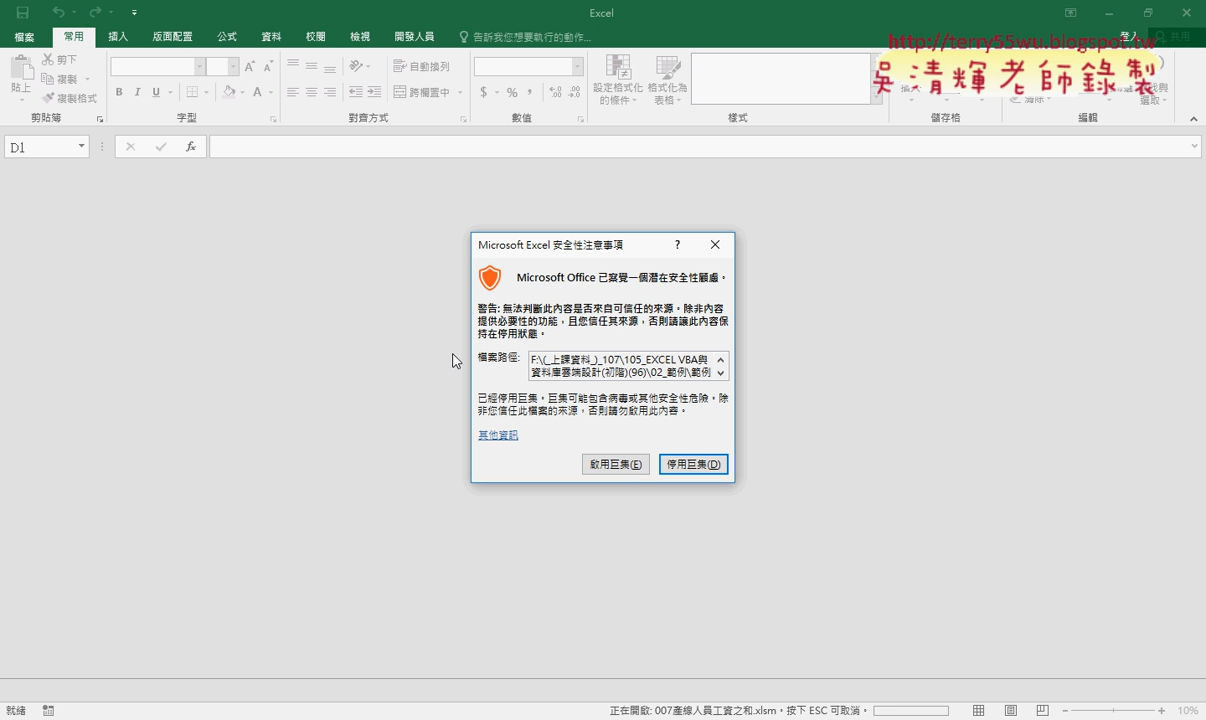 Excel
檔案 常用 插入 版面配置 公式 資料 校閱 檢視 開發人員 告訴我您想要執行的動作... 登入 共用
http://terry55wu.blogspot.tw
吳清輝老師錄製
貼上 剪下
複製
複製格式
B I U A
自動換列
跨欄置中
$ % ,
設定格式化的條件
格式化為表格
剪貼簿 字型 對齊方式 數值 樣式 儲存格 編輯
D1 fx
Microsoft Excel 安全性注意事項 ?
Microsoft Office 已察覺一個潛在安全性顧慮。
警告: 無法判斷此內容是否來自可信任的來源。除非內容
提供必要性的功能,且您信任其來源,否則請讓此內容保
持在停用狀態。
檔案路徑: F:\(_上課資料_)_107\105_EXCEL VBA與
資料庫雲端設計(初階)(96)\02_範例\範例
已經停用巨集。巨集可能包含病毒或其他安全性危險。除
非您信任此檔案的來源,否則請勿啟用此內容。
其他資訊
啟用巨集(E) 停用巨集(D)
就緒 正在開啟: 007產線人員工資之和.xlsm。按下 ESC 可取消。 10%